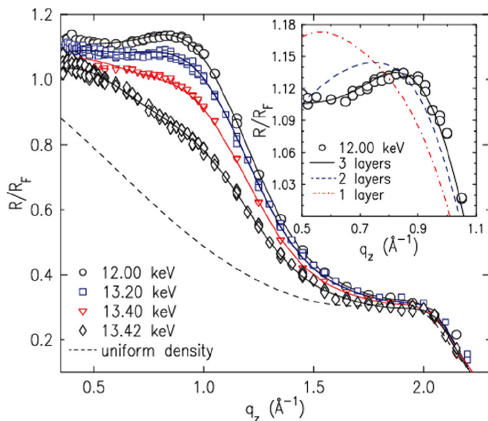 1.2
1.0
0.8
0.6
0.4
0.2
R/R_F
0.5
1.0
1.5
2.0
q_z (Å⁻¹)
12.00 keV
13.20 keV
13.40 keV
13.42 keV
uniform density
1.18
1.15
1.12
1.09
1.06
1.03
R/R_F
0.5
0.7
0.9
1.1
q_z (Å⁻¹)
12.00 keV
3 layers
2 layers
1 layer